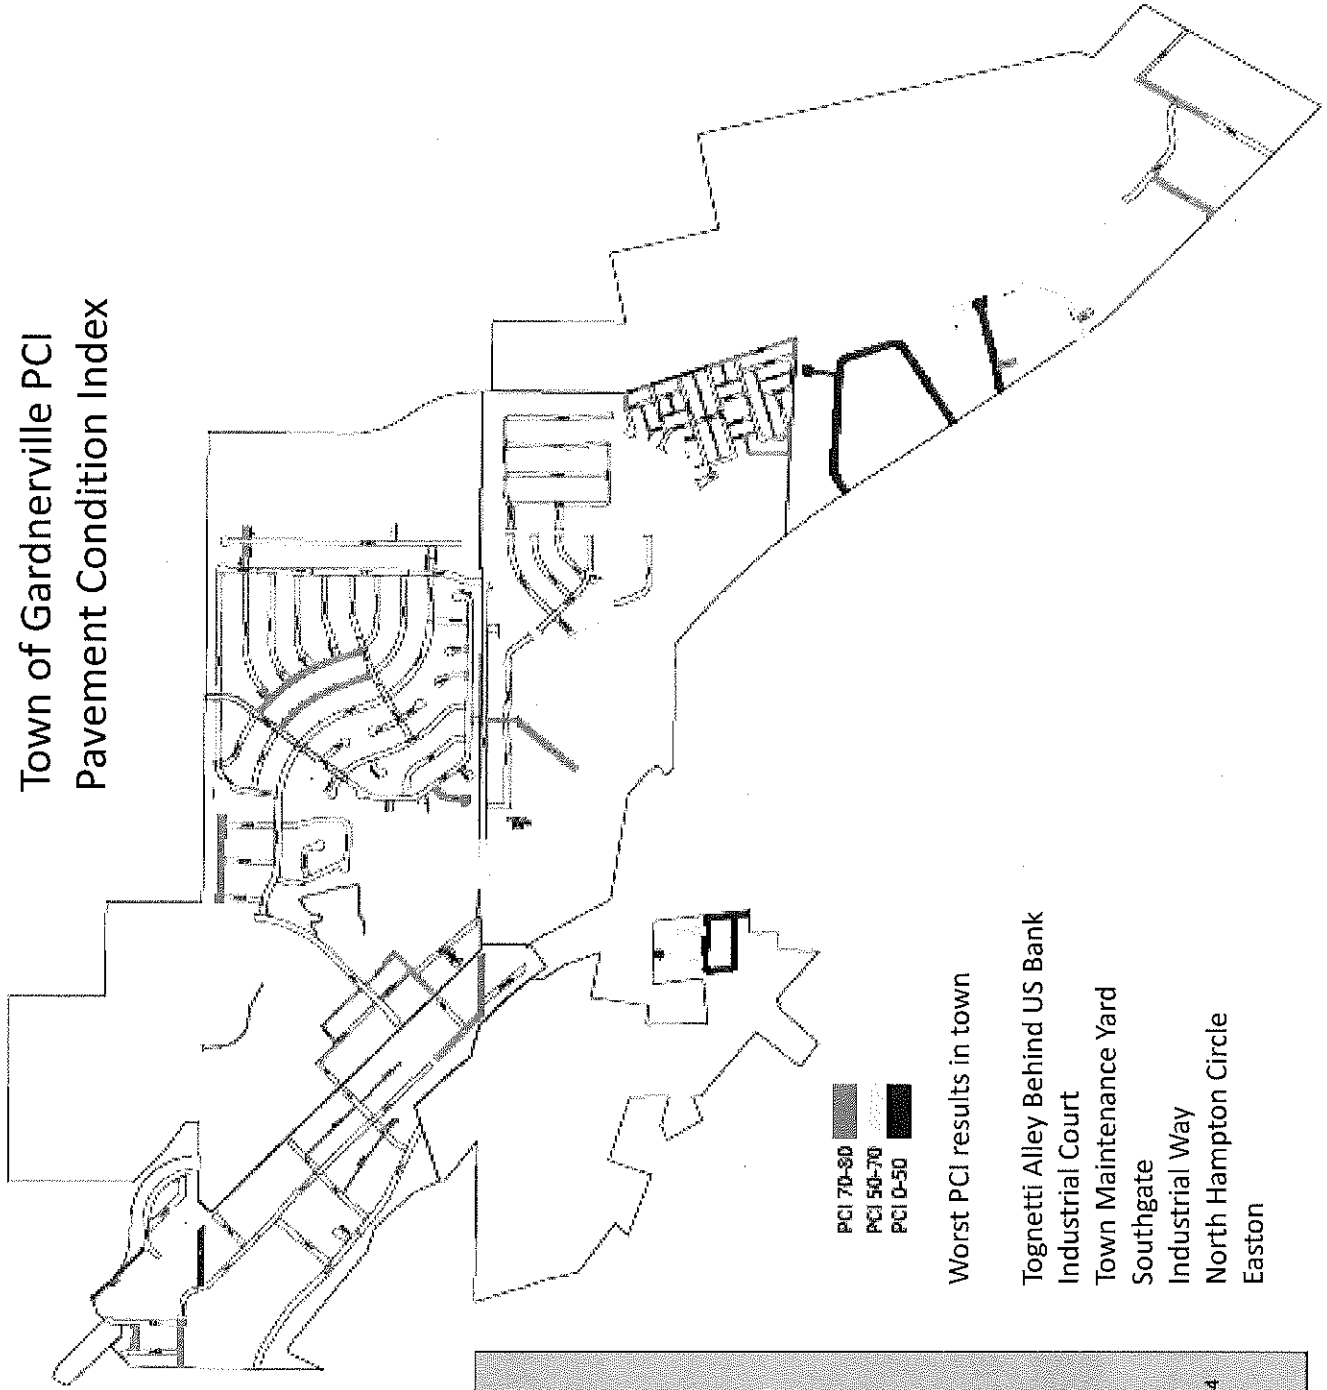 Town of Gardnerville PCI
Pavement Condition Index
PCI 70-80
PCI 50-70
PCI 0-50
Worst PCI results in town
Tognetti Alley Behind US Bank
Industrial Court
Town Maintenance Yard
Southgate
Industrial Way
North Hampton Circle
Easton
4